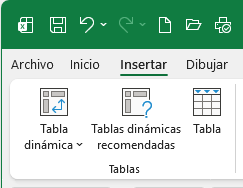 Archivo Inicio Insertar Dibujar
Tabla dinámica
Tablas dinámicas recomendadas
Tabla
Tablas